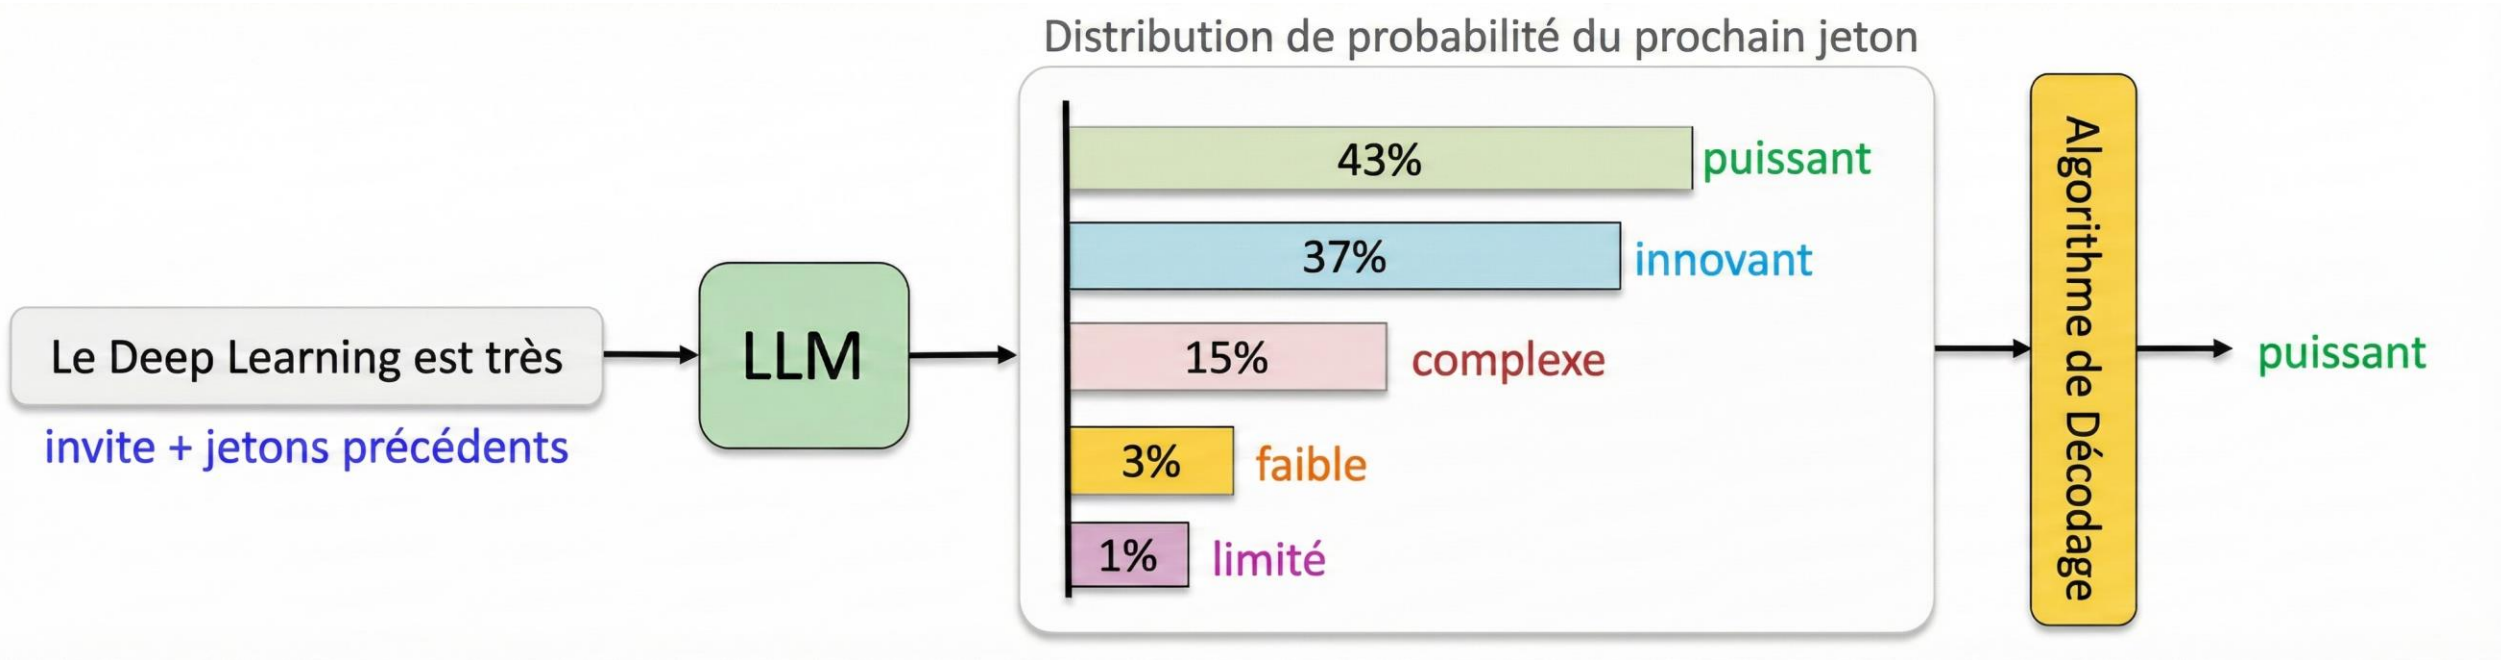 Distribution de probabilité du prochain jeton
Le Deep Learning est très
invite + jetons précédents
LLM
43% puissant
37% innovant
15% complexe
3% faible
1% limité
Algorithme de Décodage
puissant